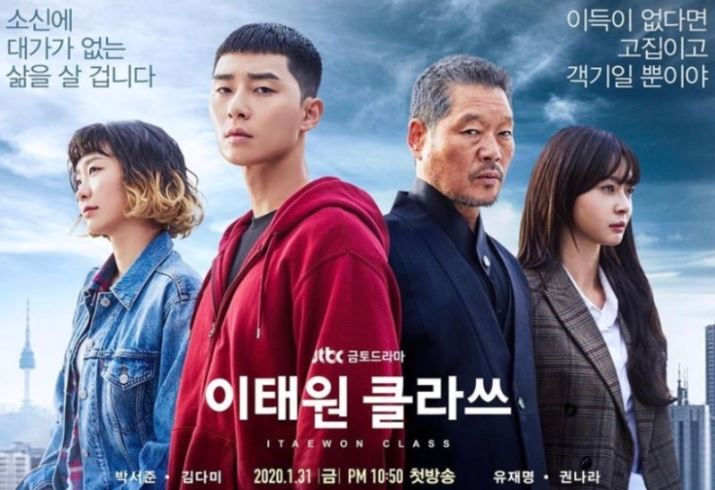 소신에
대가가 없는
삶을 살 겁니다
이득이 없다면
고집이고
객기일 뿐이야
jtbc 금토드라마
이태원 클라쓰
ITAEWON CLASS
박서준 · 김다미 2020.1.31 | 금 | PM 10:50 첫방송 유재명 · 권나라